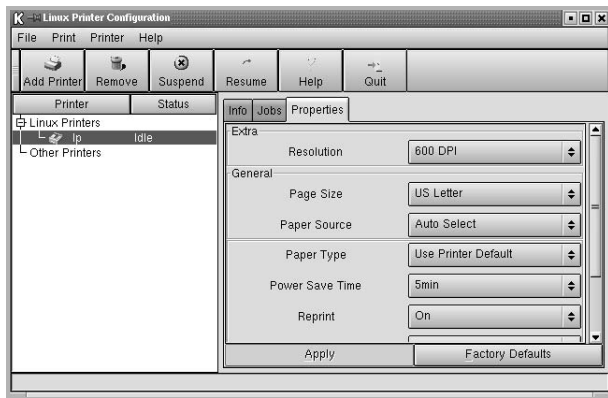 K Linux Printer Configuration
File Print Printer Help
Add Printer Remove Suspend Resume Help Quit
Printer Status
Info Jobs Properties
Linux Printers
lp Idle
Other Printers
Extra
Resolution 600 DPI
General
Page Size US Letter
Paper Source Auto Select
Paper Type Use Printer Default
Power Save Time 5min
Reprint On
Apply Factory Defaults